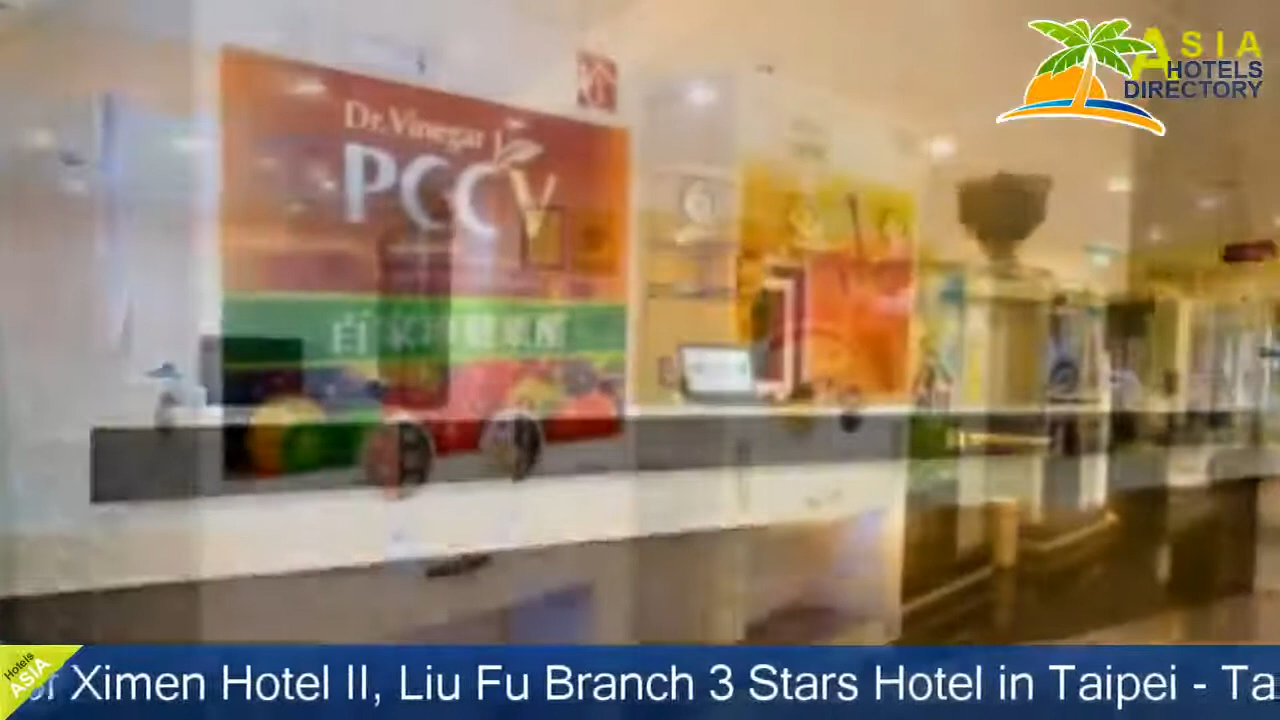 ASIA
HOTELS
DIRECTORY
Dr.Vinegar
PCCV
Hotels
ASIA
Ximen Hotel II, Liu Fu Branch 3 Stars Hotel in Taipei - Ta